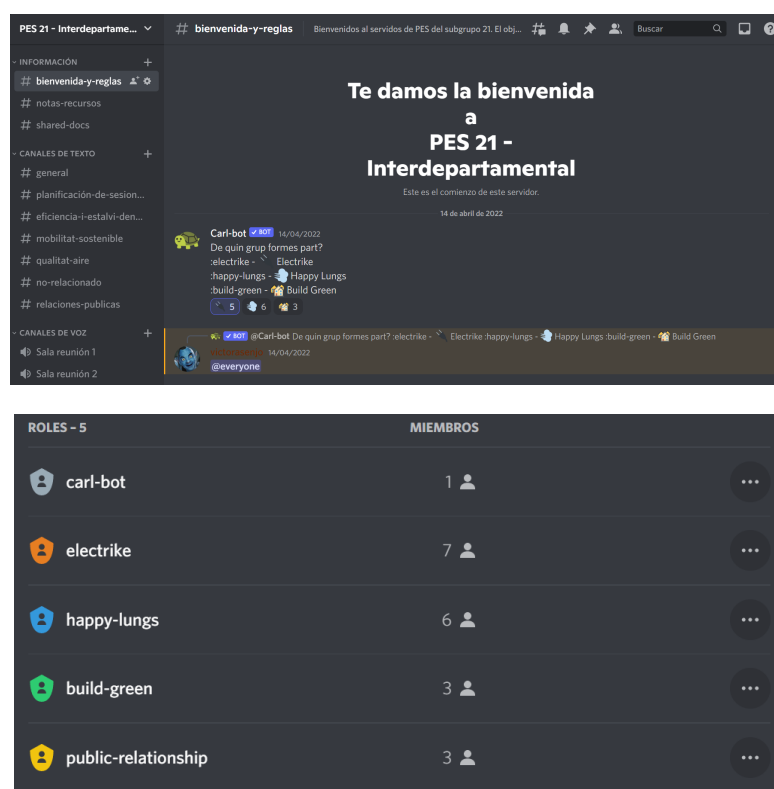 PES 21 - Interdepartame...
# bienvenida-y-reglas
Bienvenidos al servidos de PES del subgrupo 21. El obj...
Buscar
INFORMACIÓN
# bienvenida-y-reglas
# notas-recursos
# shared-docs
CANALES DE TEXTO
# general
# planificación-de-sesion...
# eficiencia-i-estalvi-den...
# mobilitat-sostenible
# qualitat-aire
# no-relacionado
# relaciones-publicas
CANALES DE VOZ
Sala reunión 1
Sala reunión 2
Te damos la bienvenida
a
PES 21 -
Interdepartamental
Este es el comienzo de este servidor.
14 de abril de 2022
Carl-bot BOT 14/04/2022
De quin grup formes part?
:electrike - Electrike
:happy-lungs - Happy Lungs
:build-green - Build Green
5 6 3
BOT @Carl-bot De quin grup formes part? :electrike - Electrike :happy-lungs - Happy Lungs :build-green - Build Green
14/04/2022
@everyone
ROLES – 5 MIEMBROS
carl-bot 1
electrike 7
happy-lungs 6
build-green 3
public-relationship 3